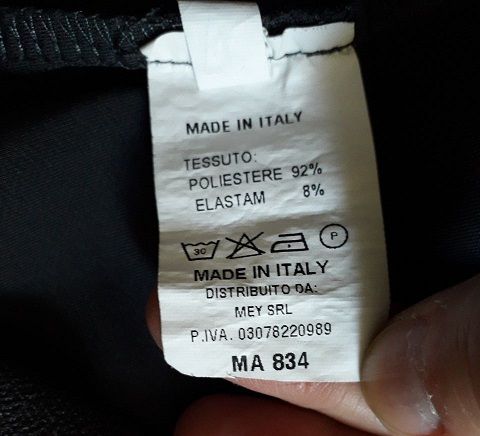 MADE IN ITALY
TESSUTO:
POLIESTERE 92%
ELASTAM 8%
30 P
MADE IN ITALY
DISTRIBUITO DA:
MEY SRL
P.IVA. 03078220989
MA 834